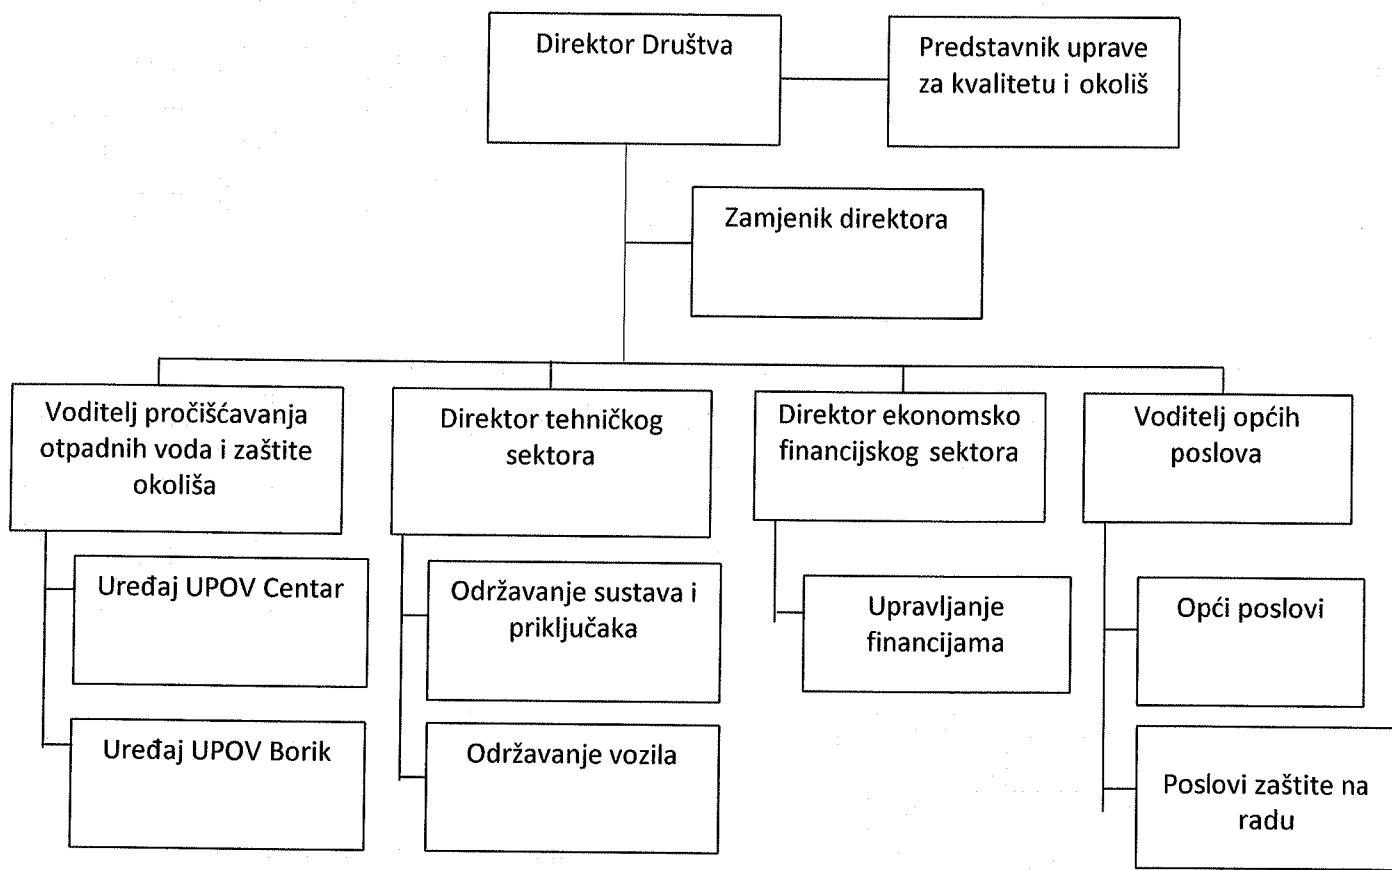 Direktor Društva
Predstavnik uprave
za kvalitetu i okoliš
Zamjenik direktora
Voditelj pročišćavanja
otpadnih voda i zaštite
okoliša
Direktor tehničkog
sektora
Direktor ekonomsko
financijskog sektora
Voditelj općih
poslova
Uređaj UPOV Centar
Održavanje sustava i
priključaka
Upravljanje
financijama
Opći poslovi
Uređaj UPOV Borik
Održavanje vozila
Poslovi zaštite na
radu